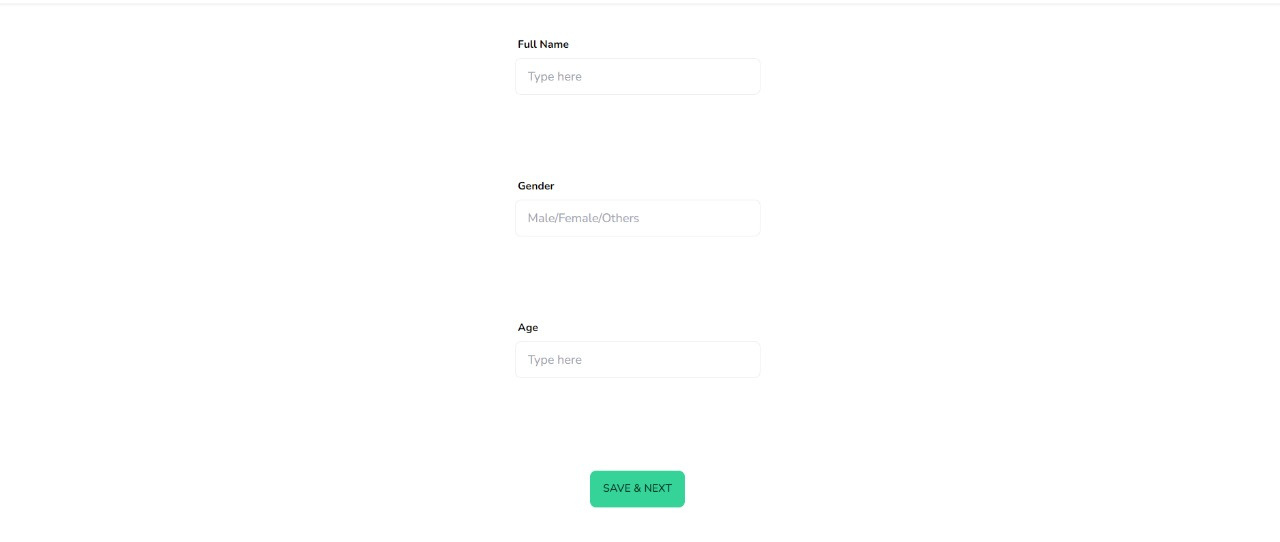 Full Name
Type here
Gender
Male/Female/Others
Age
Type here
SAVE & NEXT